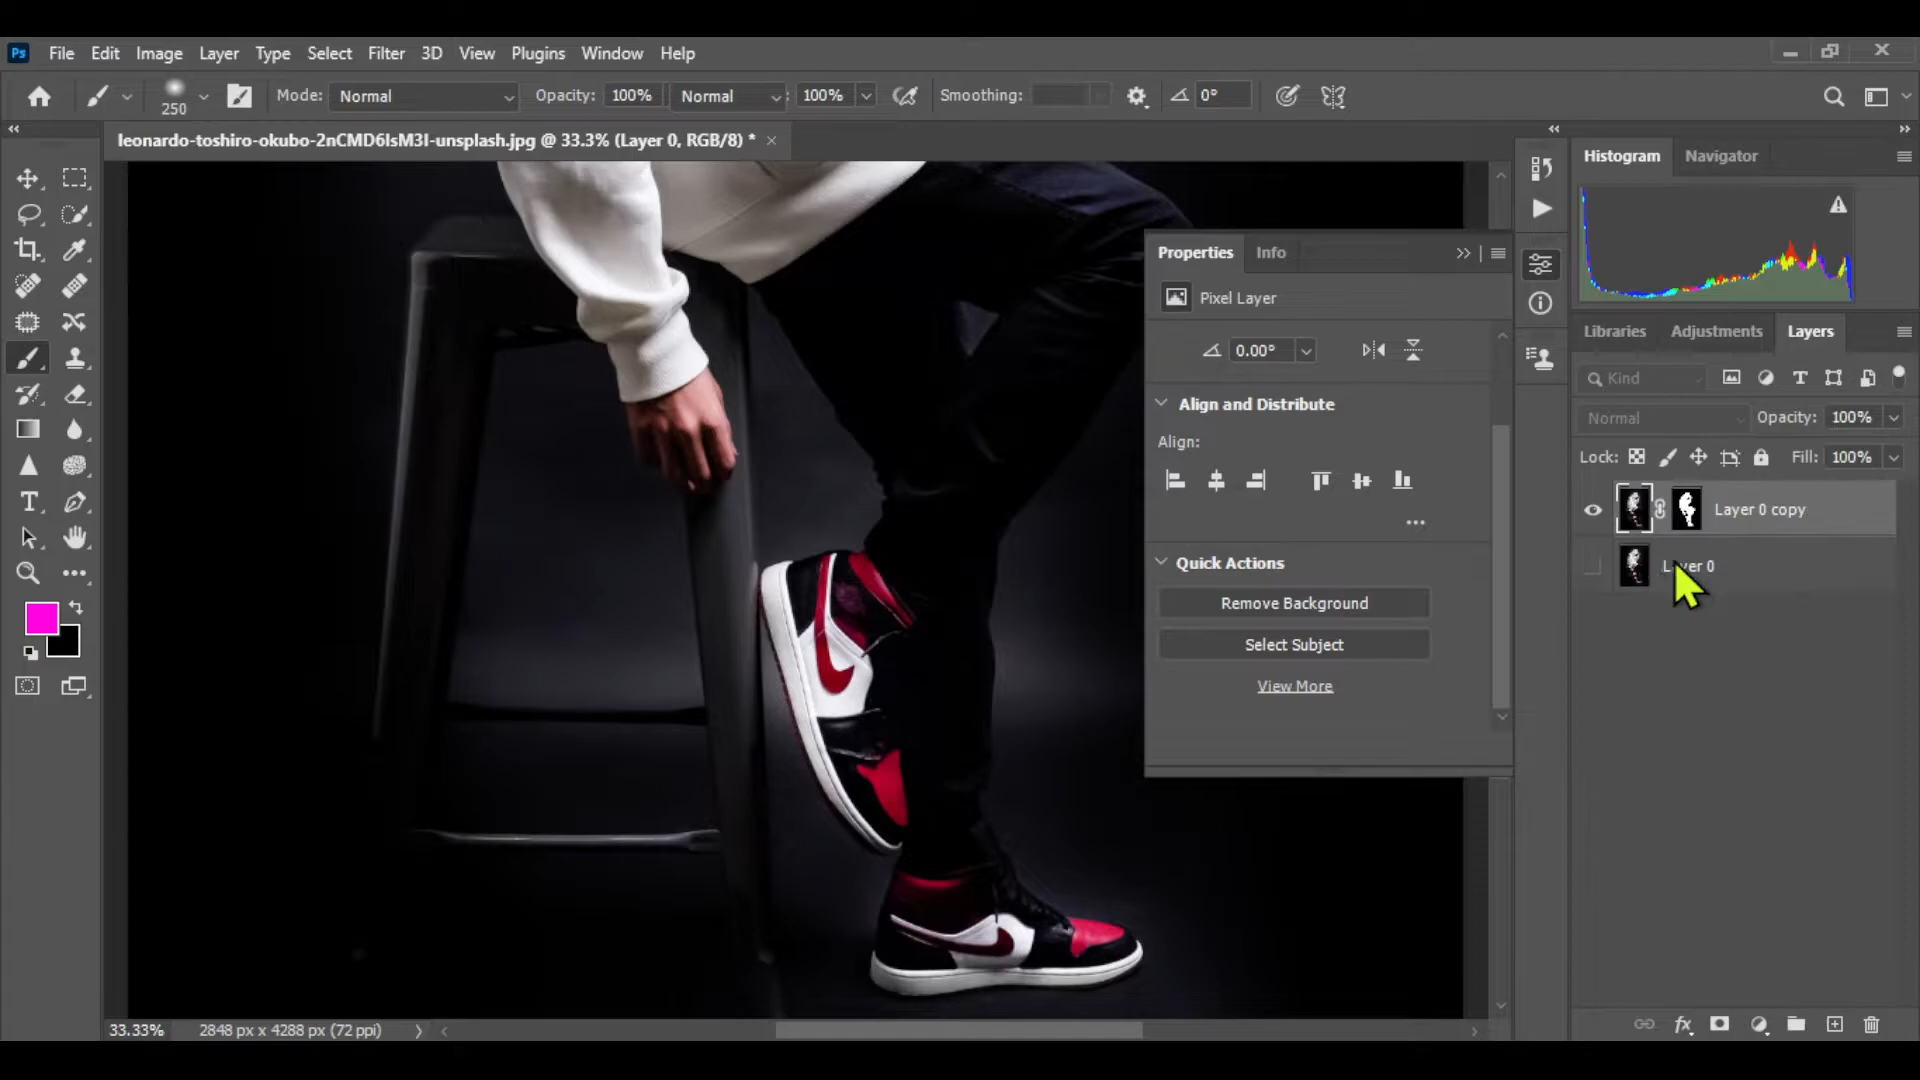 Ps File Edit Image Layer Type Select Filter 3D View Plugins Window Help
250 Mode: Normal Opacity: 100% Normal : 100% Smoothing: 0°
leonardo-toshiro-okubo-2nCMD6IsM3I-unsplash.jpg @ 33.3% (Layer 0, RGB/8) * ×
Histogram Navigator
Properties Info
Pixel Layer
0.00°
Align and Distribute
Align:
Quick Actions
Remove Background
Select Subject
View More
Libraries Adjustments Layers
Kind
Normal Opacity: 100%
Lock: Fill: 100%
Layer 0 copy
Layer 0
33.33% 2848 px x 4288 px (72 ppi)